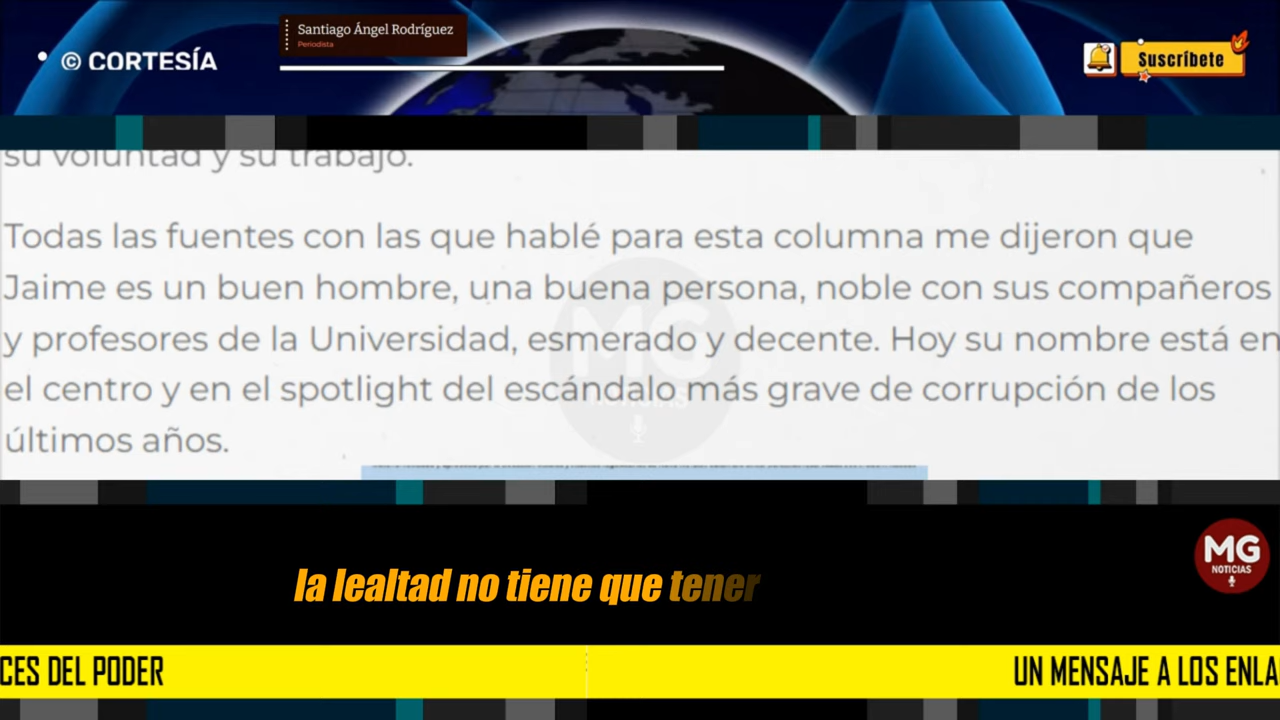 © CORTESÍA
Santiago Ángel Rodríguez
Periodista
Suscríbete
su voluntad y su trabajo.
Todas las fuentes con las que hablé para esta columna me dijeron que
Jaime es un buen hombre, una buena persona, noble con sus compañeros
y profesores de la Universidad, esmerado y decente. Hoy su nombre está en
el centro y en el spotlight del escándalo más grave de corrupción de los
últimos años.
MG
NOTICIAS
la lealtad no tiene que tener
MG
NOTICIAS
CES DEL PODER
UN MENSAJE A LOS ENLA